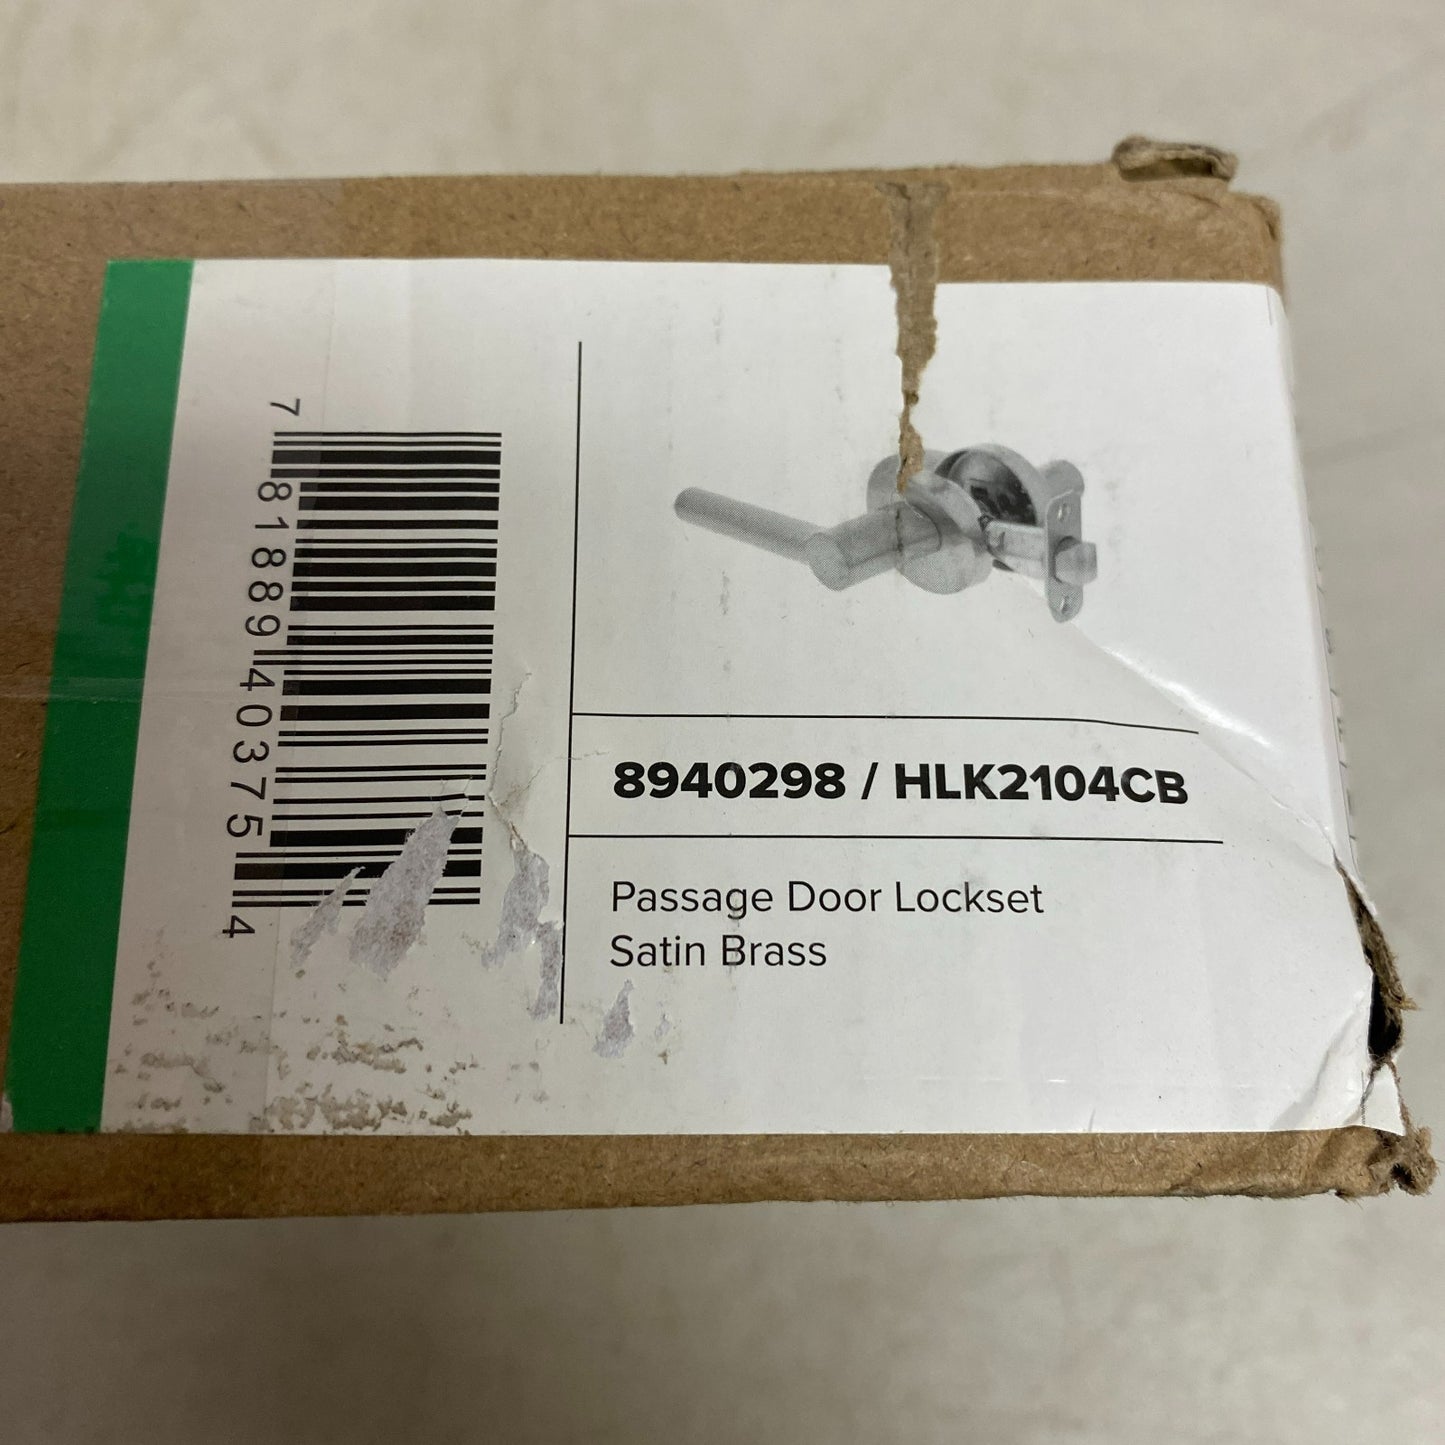 7 81889 40375 4
8940298 / HLK2104CB
Passage Door Lockset
Satin Brass